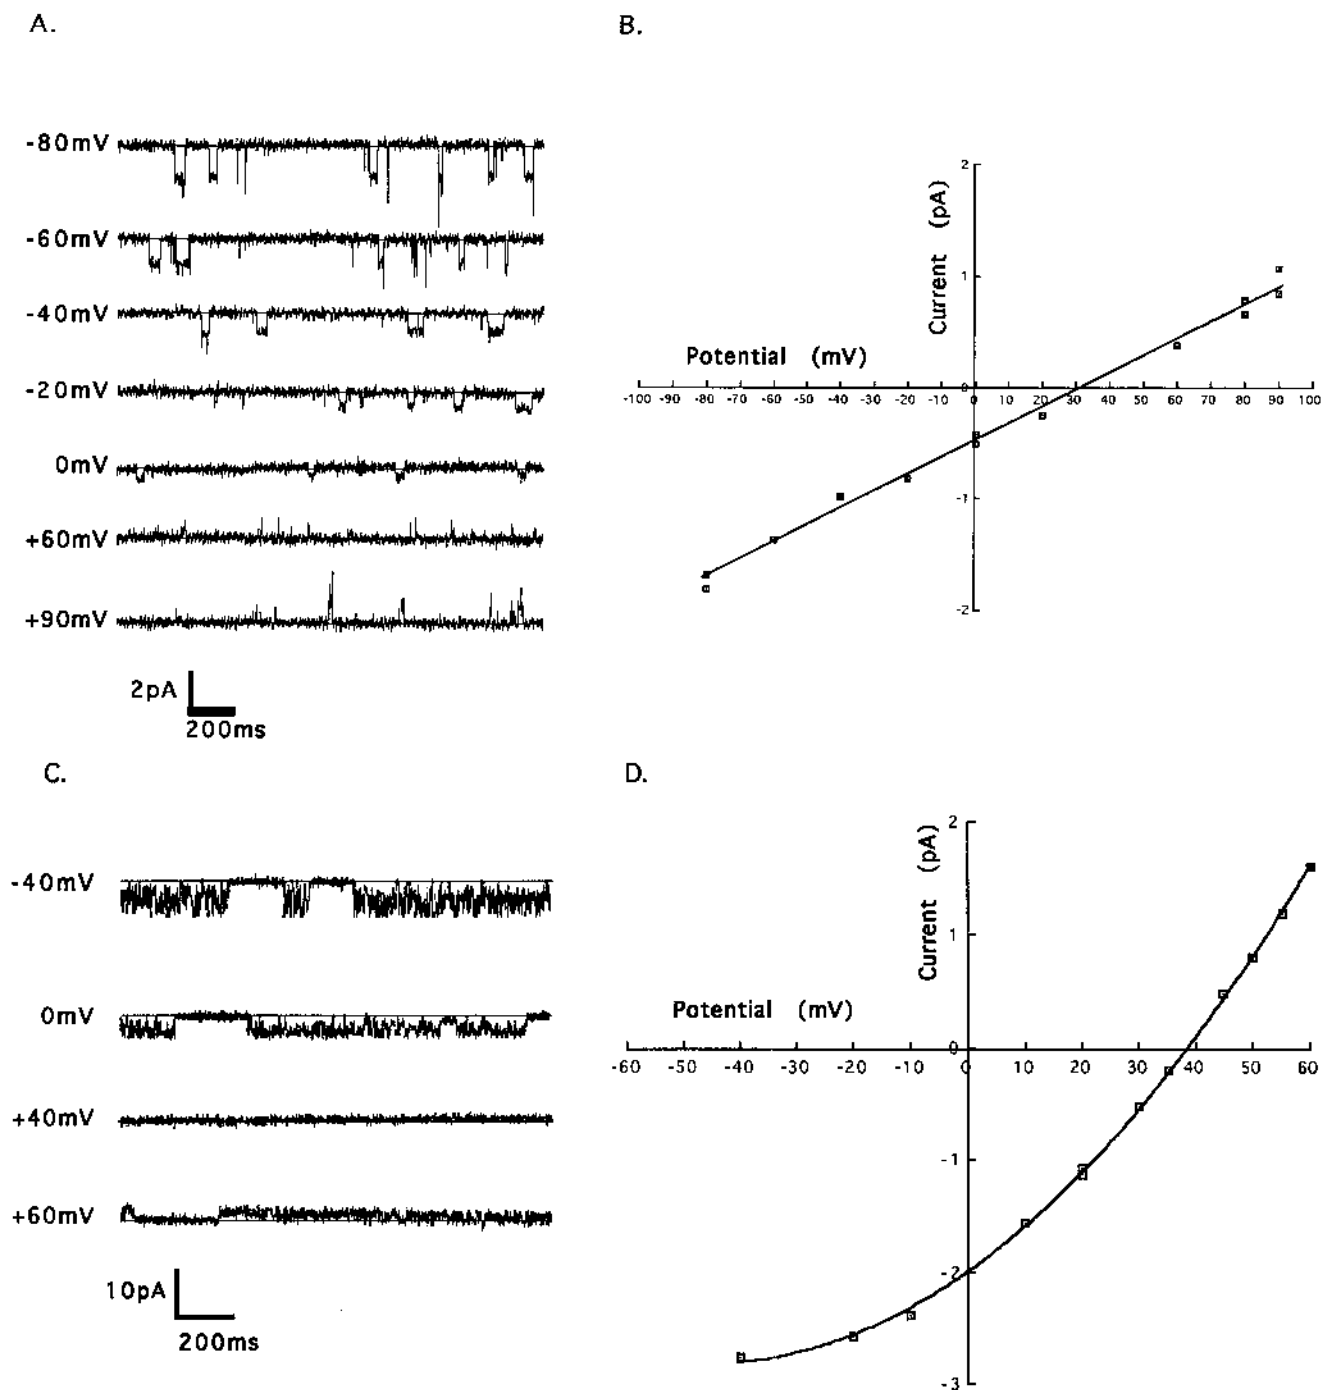 A.
-80mV
-60mV
-40mV
-20mV
0mV
+60mV
+90mV
2pA
200ms
B.
Current (pA)
Potential (mV)
2
1
0
-1
-2
-100 -90 -80 -70 -60 -50 -40 -30 -20 -10 0 10 20 30 40 50 60 70 80 90 100
C.
-40mV
0mV
+40mV
+60mV
10pA
200ms
D.
Current (pA)
Potential (mV)
2
1
0
-1
-2
-3
-60 -50 -40 -30 -20 -10 0 10 20 30 40 50 60